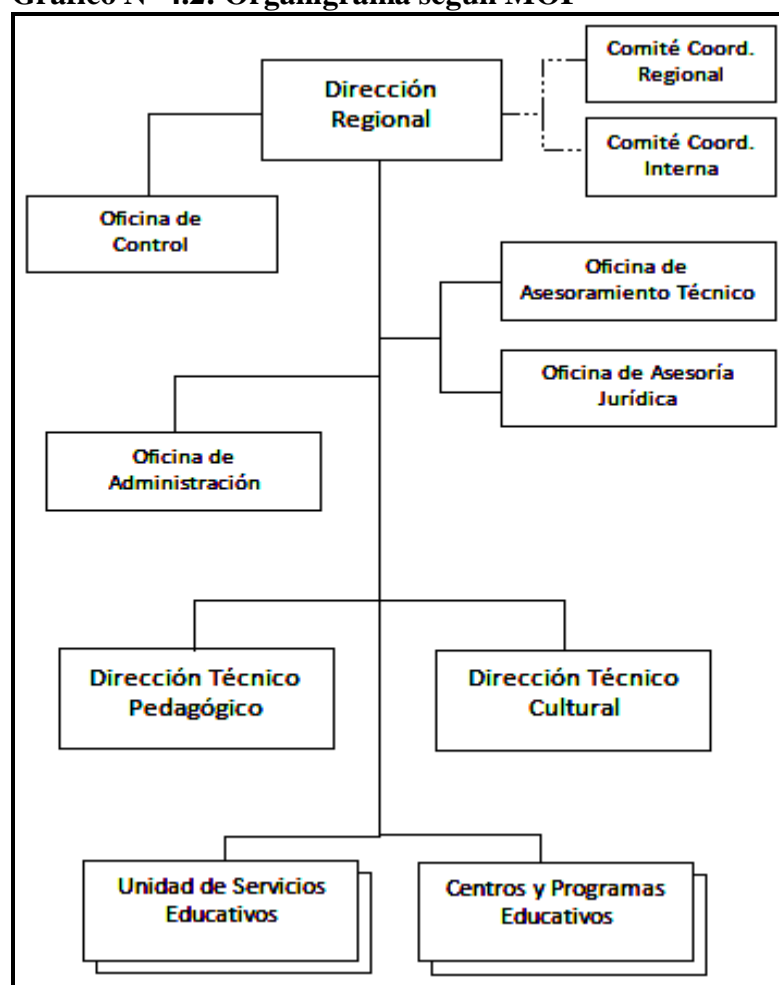 Gráfico N° 4.2: Organigrama según MOF
Dirección
Regional
Comité Coord.
Regional
Comité Coord.
Interna
Oficina de
Control
Oficina de
Asesoramiento Técnico
Oficina de Asesoría
Jurídica
Oficina de
Administración
Dirección Técnico
Pedagógico
Dirección Técnico
Cultural
Unidad de Servicios
Educativos
Centros y Programas
Educativos